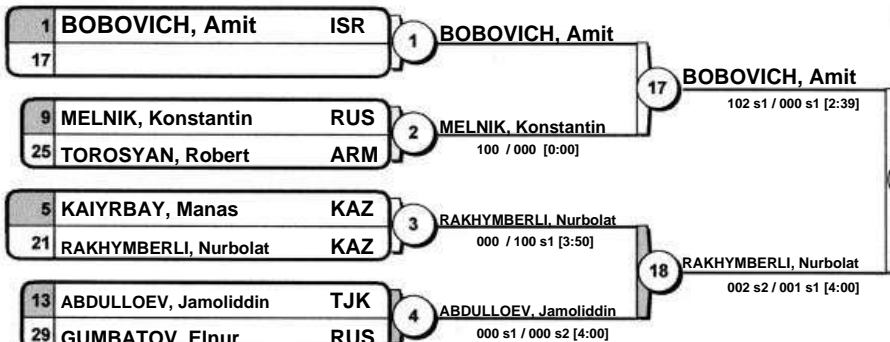 1 BOBOVICH, Amit ISR
17
1
BOBOVICH, Amit
9 MELNIK, Konstantin RUS
25 TOROSYAN, Robert ARM
2
MELNIK, Konstantin
100 / 000 [0:00]
17
BOBOVICH, Amit
102 s1 / 000 s1 [2:39]
5 KAIYRBAY, Manas KAZ
21 RAKHYMBERLI, Nurbolat KAZ
3
RAKHYMBERLI, Nurbolat
000 / 100 s1 [3:50]
13 ABDULLOEV, Jamoliddin TJK
29 GUMBATOV, Elnur RUS
4
ABDULLOEV, Jamoliddin
000 s1 / 000 s2 [4:00]
18
RAKHYMBERLI, Nurbolat
002 s2 / 001 s1 [4:00]